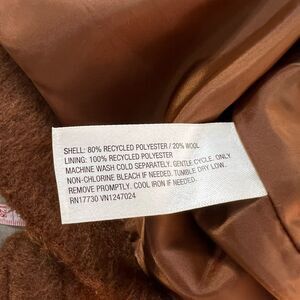 SHELL: 80% RECYCLED POLYESTER / 20% WOOL
LINING: 100% RECYCLED POLYESTER
MACHINE WASH COLD SEPARATELY. GENTLE CYCLE. ONLY
NON-CHLORINE BLEACH IF NEEDED. TUMBLE DRY LOW.
REMOVE PROMPTLY. COOL IRON IF NEEDED.
RN17730 VN1247024